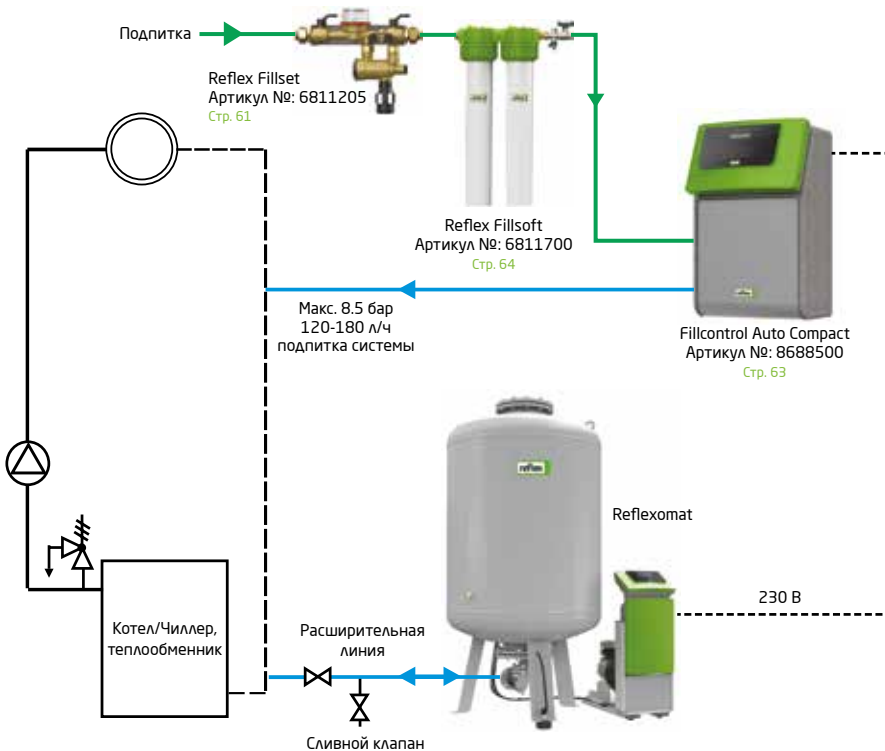 Подпитка
Reflex Fillset
Артикул №: 6811205
Стр. 61
Reflex Fillsoft
Артикул №: 6811700
Стр. 64
Макс. 8.5 бар
120-180 л/ч
подпитка системы
Fillcontrol Auto Compact
Артикул №: 8688500
Стр. 63
reflex
Reflexomat
230 В
Котел/Чиллер,
теплообменник
Расширительная
линия
Сливной клапан